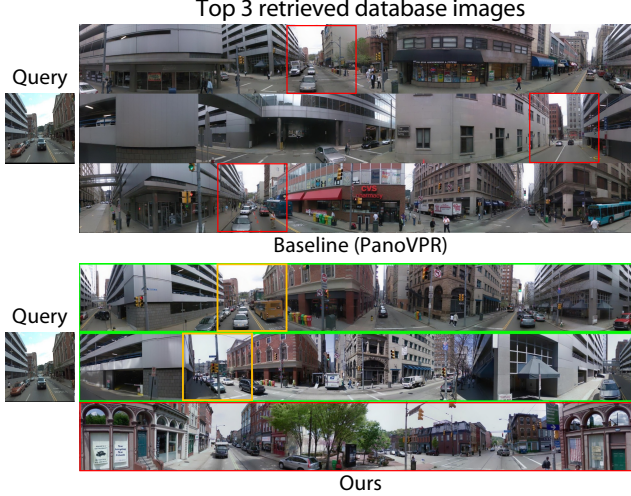 Top 3 retrieved database images
Query
CVS
Baseline (PanoVPR)
Query
Ours